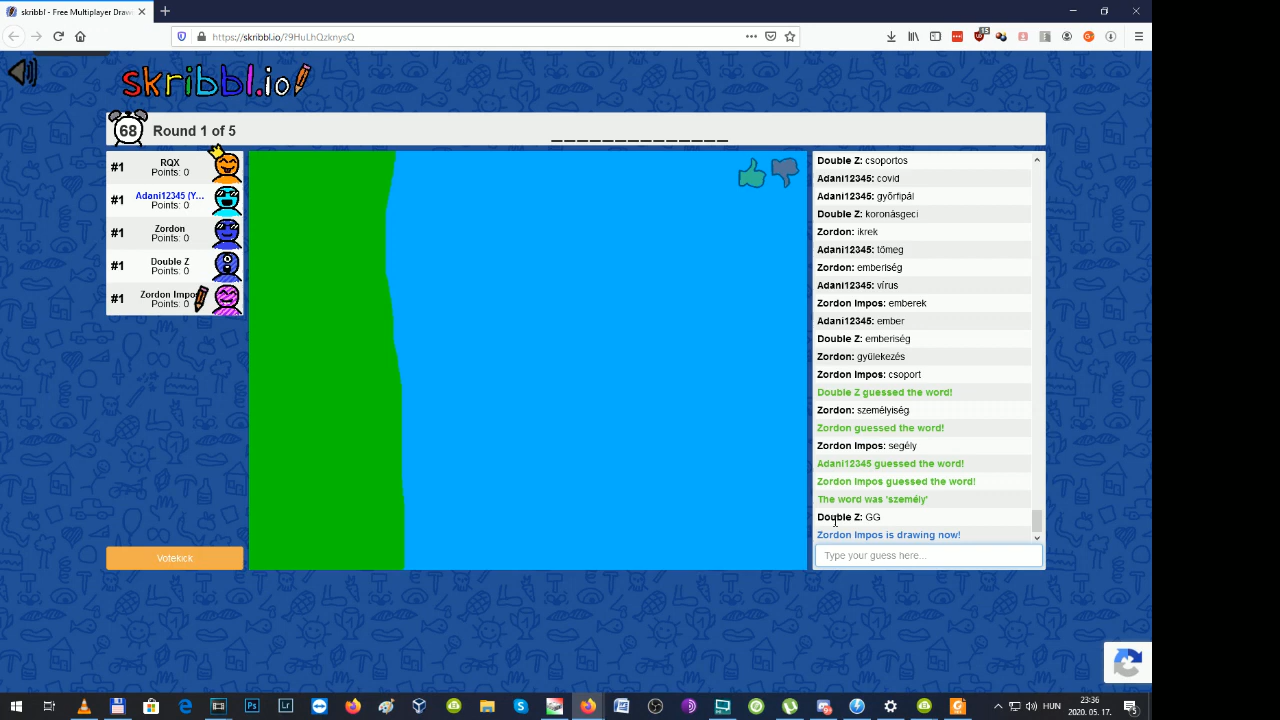 skribbl - Free Multiplayer Draw
https://skribbl.io/?9HuLhQzknysQ
15
skribbl.io
68
Round 1 of 5
______________
#1 RQX
Points: 0
#1 Adani12345 (Y...
Points: 0
#1 Zordon
Points: 0
#1 Double Z
Points: 0
#1 Zordon Impos
Points: 0
Votekick
Double Z: csoportos
Adani12345: covid
Adani12345: győrfipál
Double Z: koronásgeci
Zordon: ikrek
Adani12345: tömeg
Zordon: emberiség
Adani12345: vírus
Zordon Impos: emberek
Adani12345: ember
Double Z: emberiség
Zordon: gyülekezés
Zordon Impos: csoport
Double Z guessed the word!
Zordon: személyiség
Zordon guessed the word!
Zordon Impos: segély
Adani12345 guessed the word!
Zordon Impos guessed the word!
The word was 'személy'
Double Z: GG
Zordon Impos is drawing now!
Type your guess here...
HUN
23:36
2020. 05. 17.